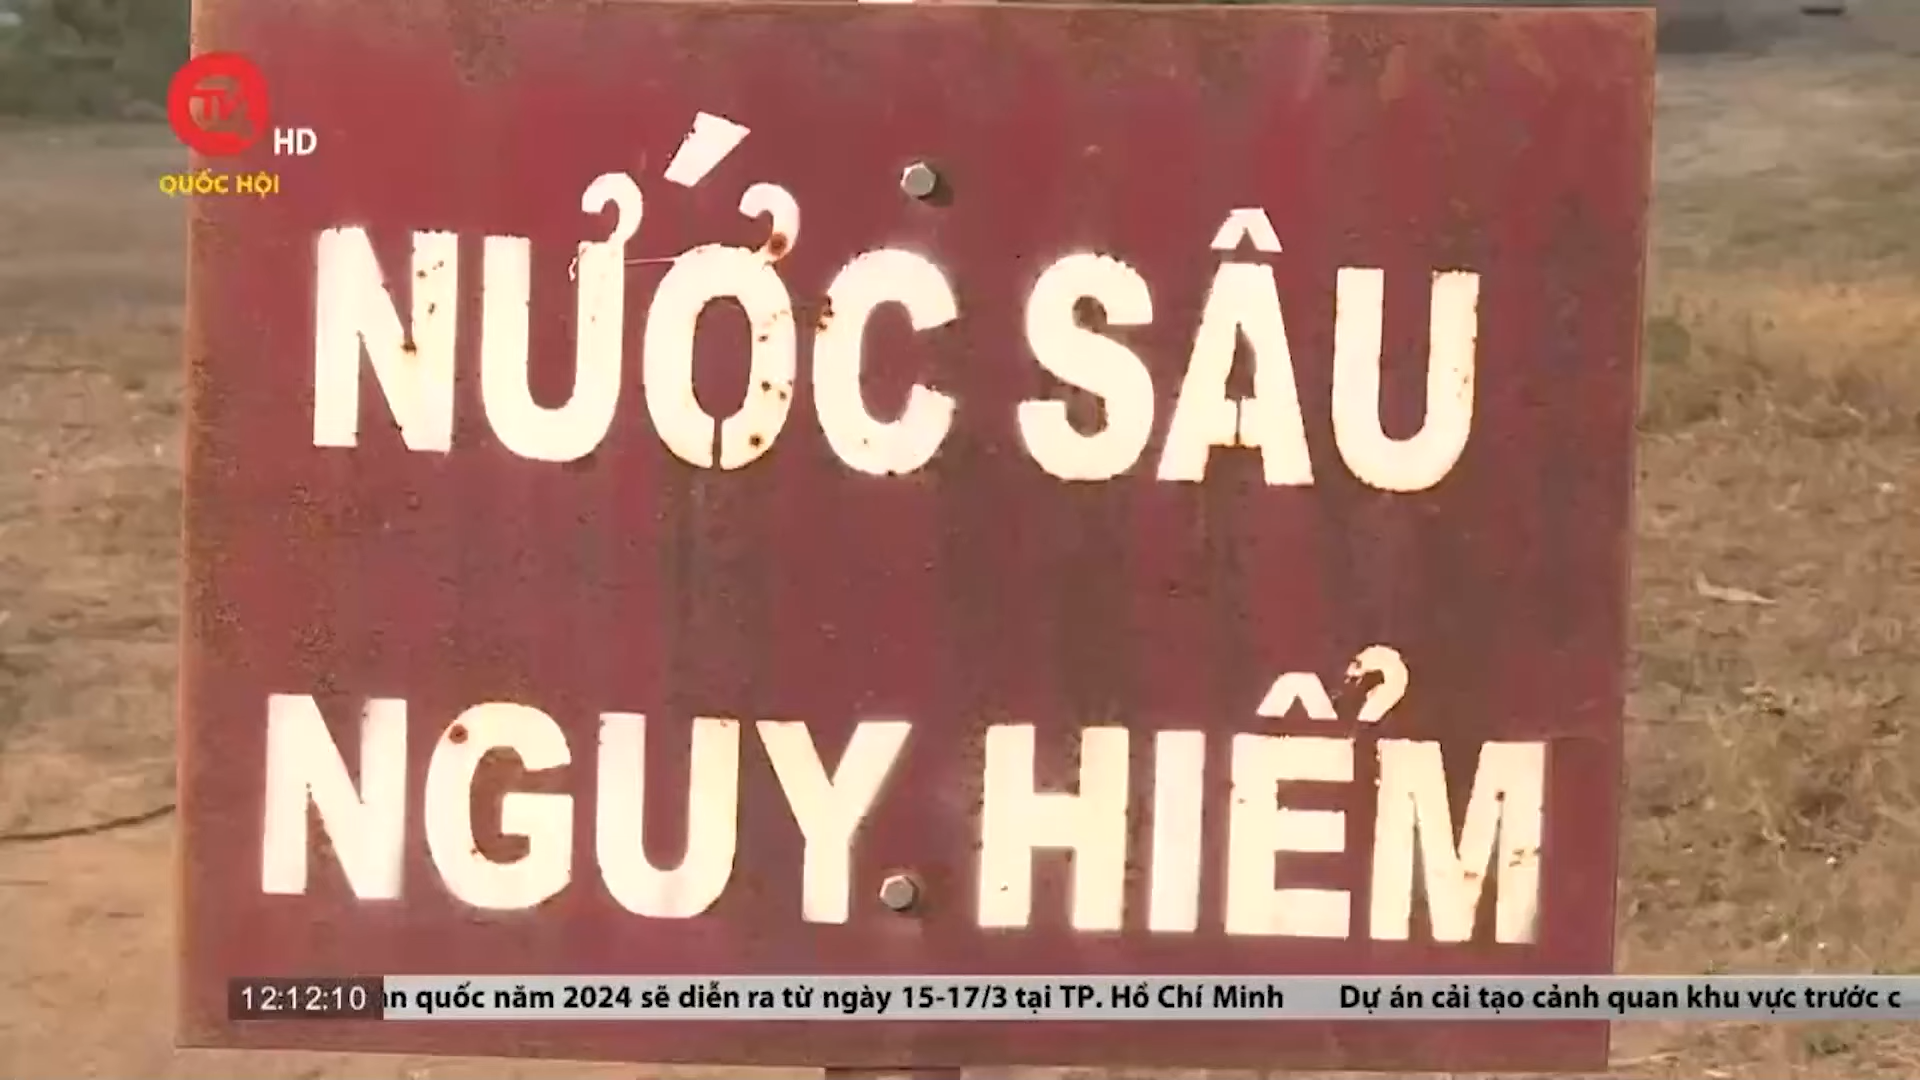 HD
QUỐC HỘI
NƯỚC SÂU
NGUY HIỂM
12:12:10
quốc năm 2024 sẽ diễn ra từ ngày 15-17/3 tại TP. Hồ Chí Minh Dự án cải tạo cảnh quan khu vực trước